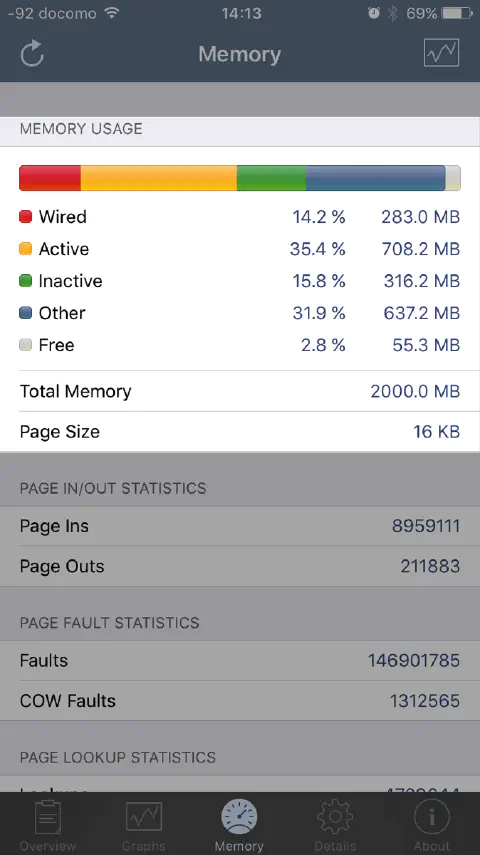 -92 docomo 14:13 69%
Memory
MEMORY USAGE
Wired 14.2 % 283.0 MB
Active 35.4 % 708.2 MB
Inactive 15.8 % 316.2 MB
Other 31.9 % 637.2 MB
Free 2.8 % 55.3 MB
Total Memory 2000.0 MB
Page Size 16 KB
PAGE IN/OUT STATISTICS
Page Ins 8959111
Page Outs 211883
PAGE FAULT STATISTICS
Faults 146901785
COW Faults 1312565
PAGE LOOKUP STATISTICS
Overview Graphs Memory Details About